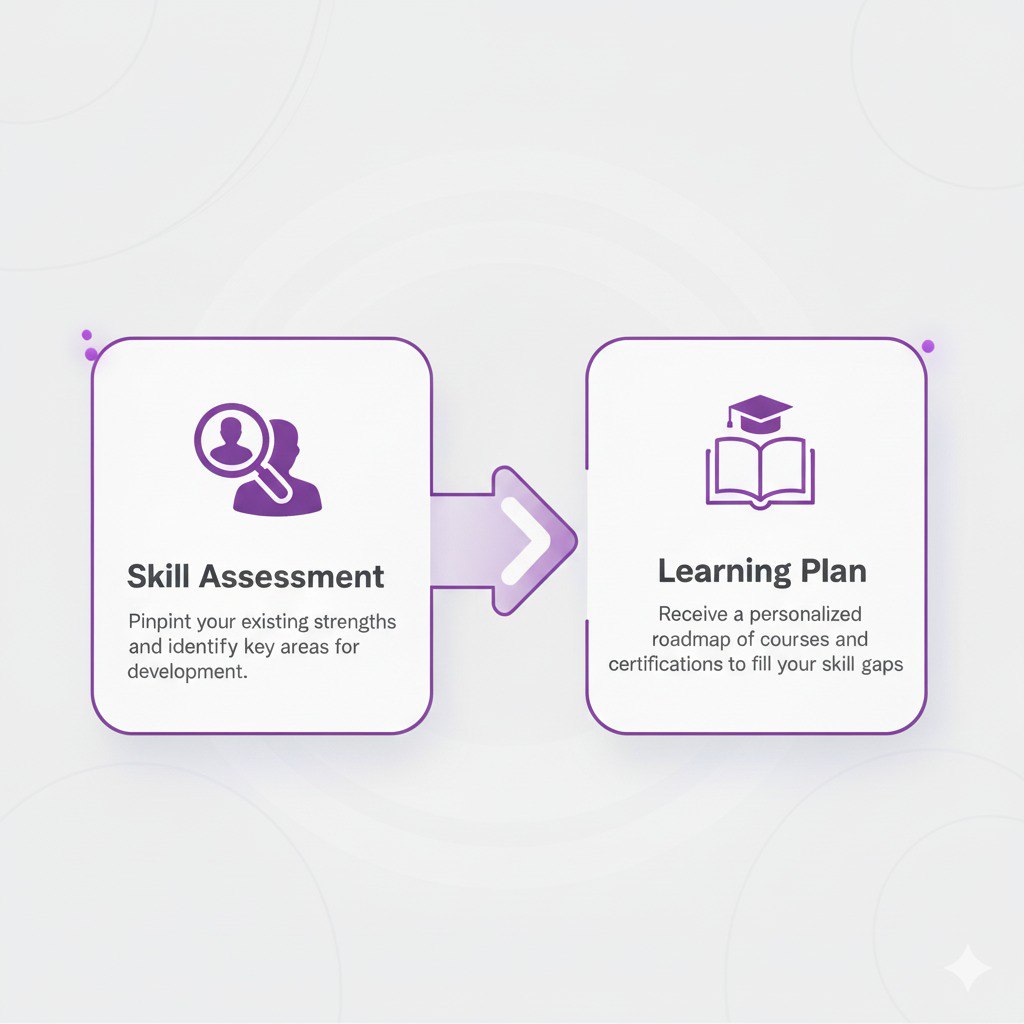 Skill Assessment
Pinpint your existing strengths
and identify key areas for
development.
Learning Plan
Receive a personalized
roadmap of courses and
certifications to fill your skill gaps